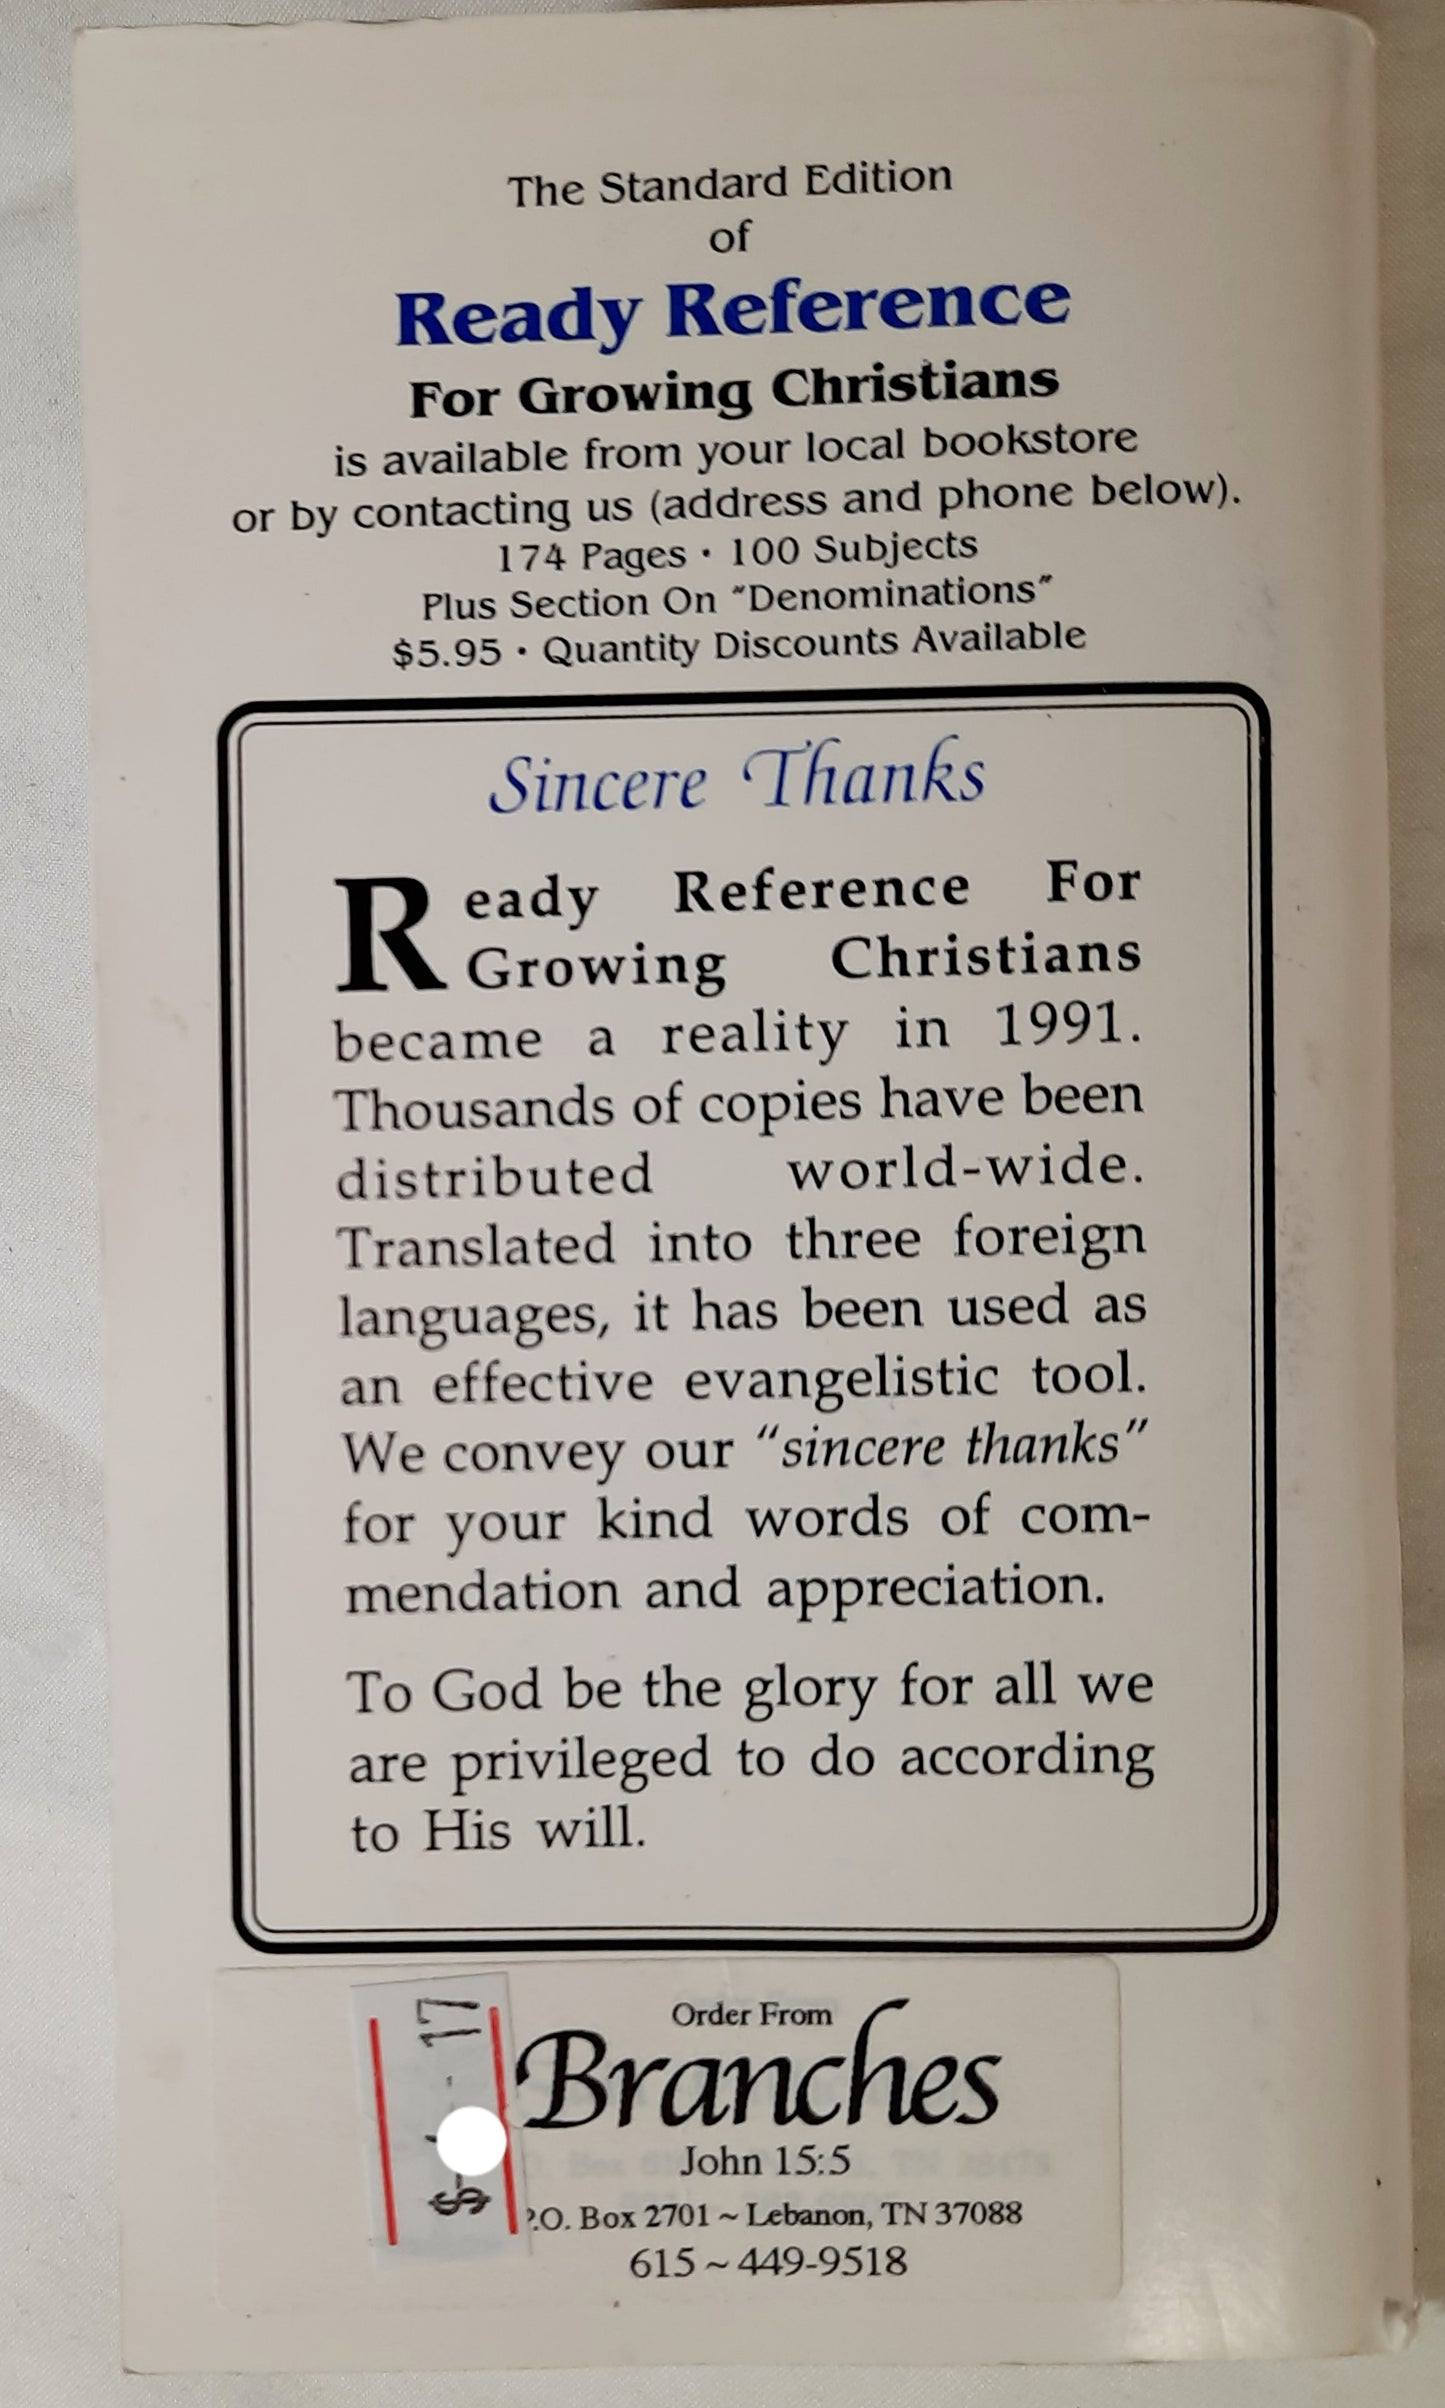 The Standard Edition
of
Ready Reference
For Growing Christians
is available from your local bookstore
or by contacting us (address and phone below).
174 Pages • 100 Subjects
Plus Section On "Denominations"
$5.95 • Quantity Discounts Available
Sincere Thanks
Ready Reference For
Growing Christians
became a reality in 1991.
Thousands of copies have been
distributed world-wide.
Translated into three foreign
languages, it has been used as
an effective evangelistic tool.
We convey our "sincere thanks"
for your kind words of com-
mendation and appreciation.
To God be the glory for all we
are privileged to do according
to His will.
Order From
Branches
John 15:5
P.O. Box 2701 ~ Lebanon, TN 37088
615 ~ 449-9518